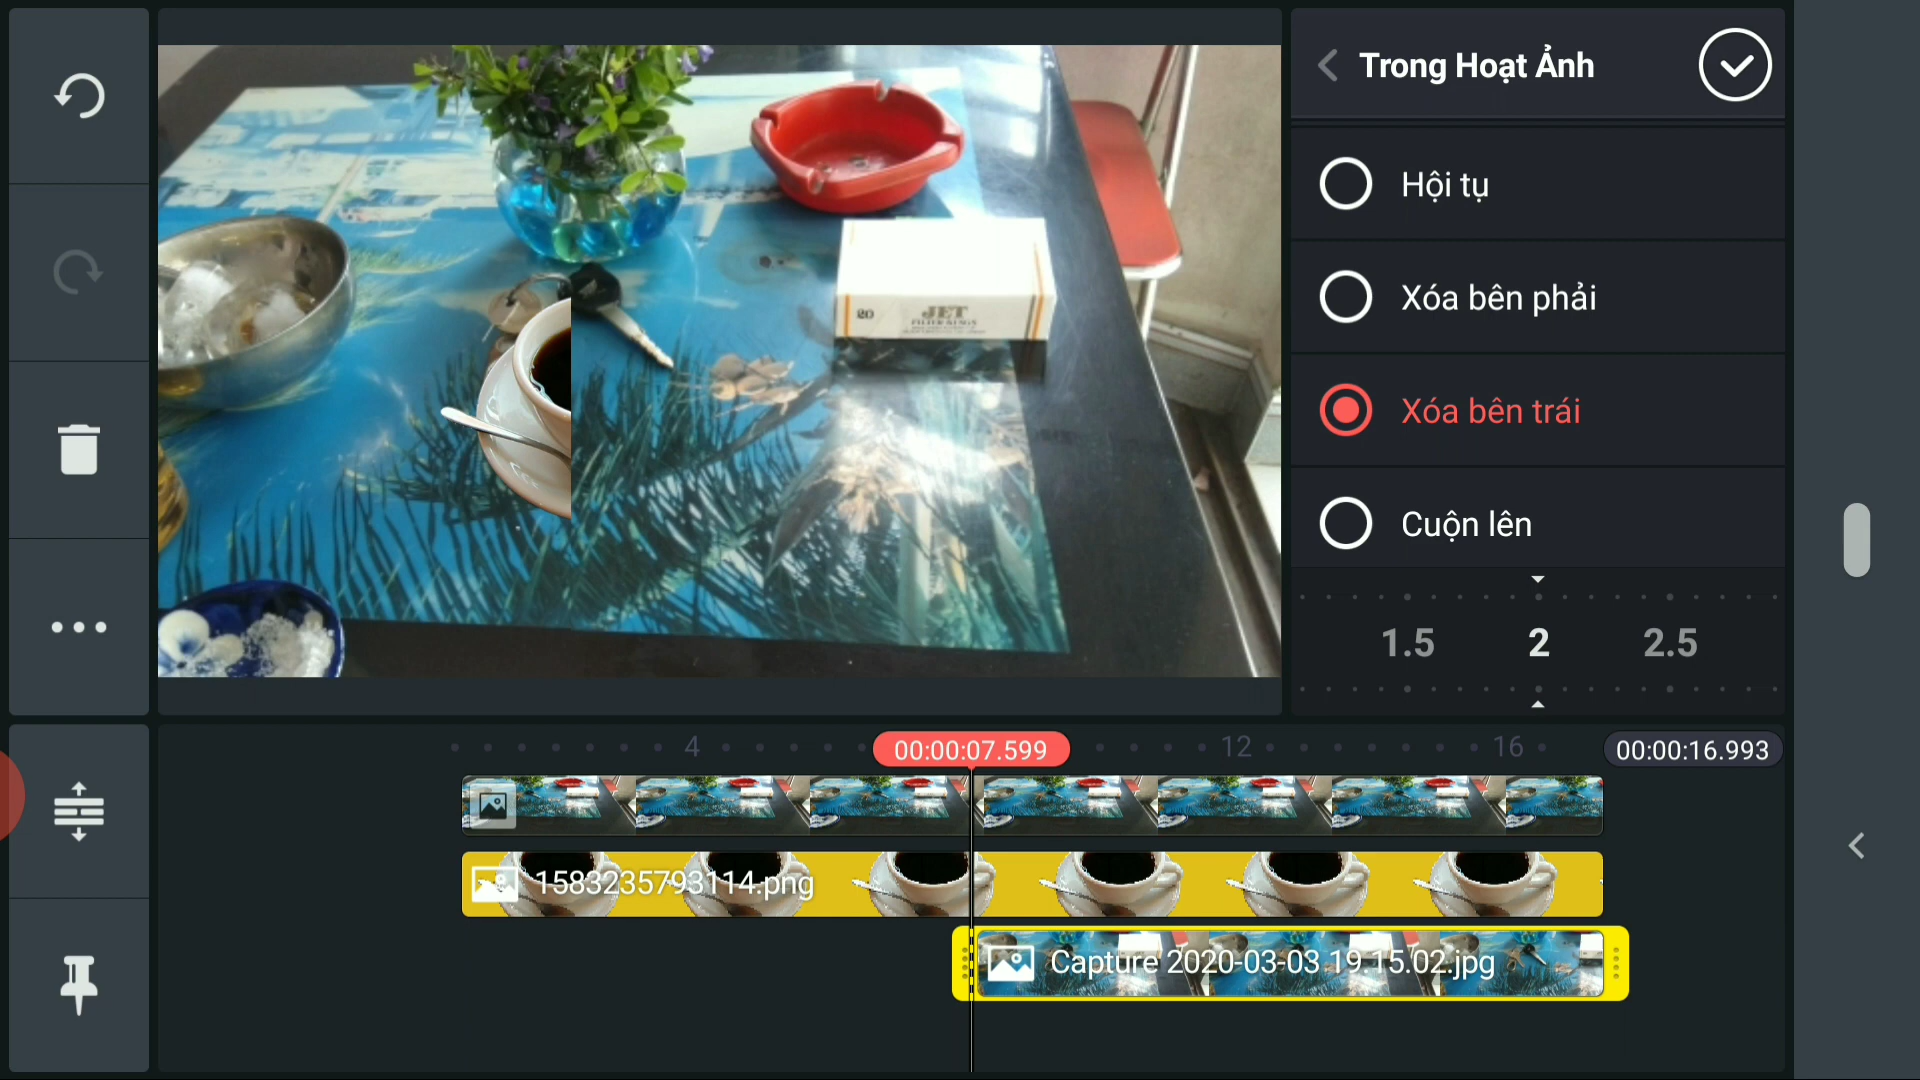 Trong Hoạt Ảnh
Hội tụ
Xóa bên phải
Xóa bên trái
Cuộn lên
1.5 2 2.5
20 JET
4 00:00:07.599 12 16 00:00:16.993
1583235793114.png
Capture 2020-03-03 19.15.02.jpg